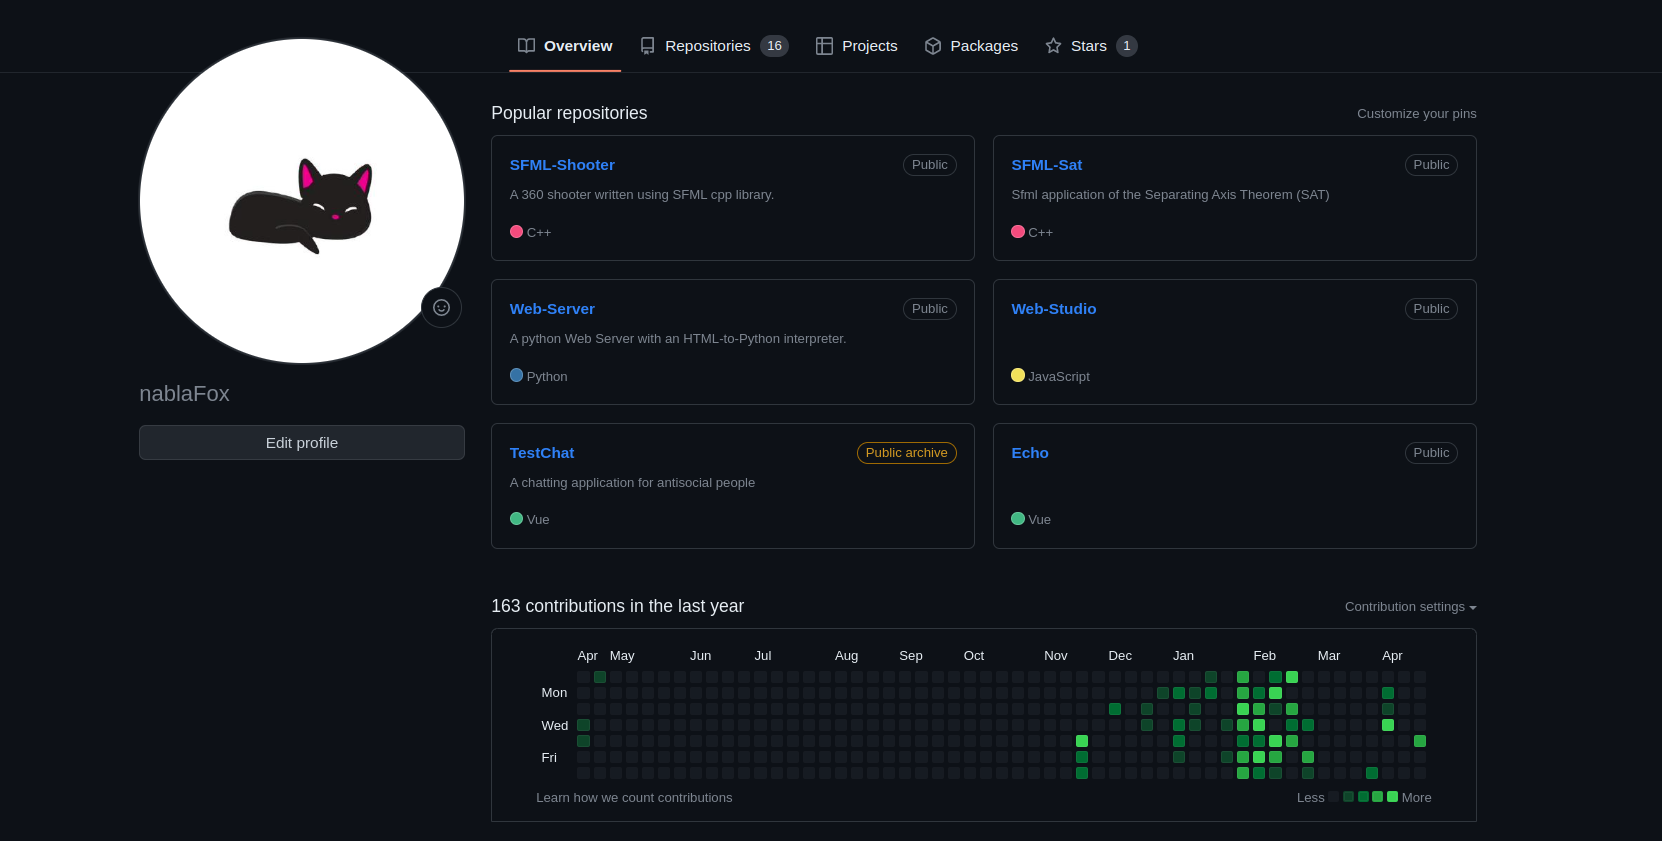 Overview Repositories 16 Projects Packages Stars 1
Popular repositories Customize your pins
SFML-Shooter Public
A 360 shooter written using SFML cpp library.
C++
SFML-Sat Public
Sfml application of the Separating Axis Theorem (SAT)
C++
Web-Server Public
A python Web Server with an HTML-to-Python interpreter.
Python
Web-Studio Public
JavaScript
nablaFox
Edit profile
TestChat Public archive
A chatting application for antisocial people
Vue
Echo Public
Vue
163 contributions in the last year Contribution settings
Apr May Jun Jul Aug Sep Oct Nov Dec Jan Feb Mar Apr
Mon
Wed
Fri
Learn how we count contributions Less More